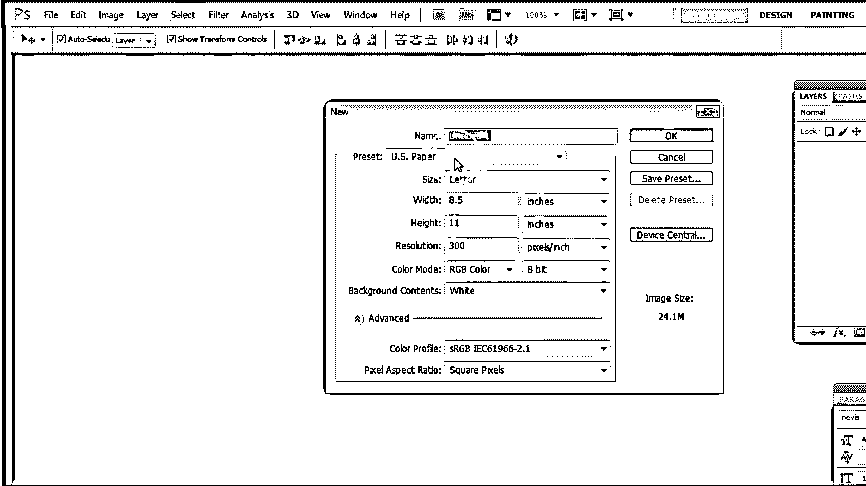 PS File Edit Image Layer Select Filter Analysis 3D View Window Help 100% DESIGN PAINTING
Auto-Select: Layer Show Transform Controls
New
Name:
OK
Preset: U.S. Paper
Cancel
Size: Letter
Save Preset...
Width: 8.5 inches
Delete Preset...
Height: 11 inches
Device Central...
Resolution: 300 pixels/inch
Color Mode: RGB Color 8 bit
Background Contents: White
Image Size:
24.1M
Advanced
Color Profile: sRGB IEC61966-2.1
Pixel Aspect Ratio: Square Pixels
LAYERS
Normal
Lock:
PARAG